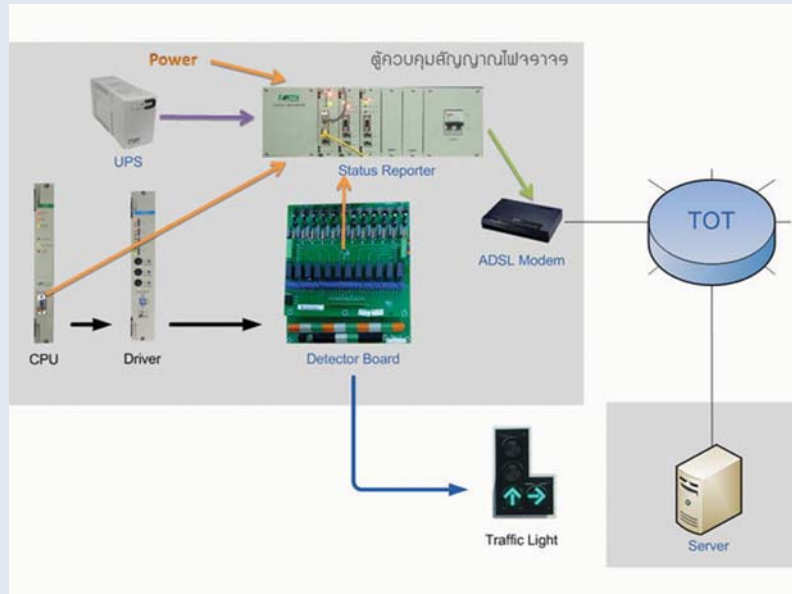 Power
ตู้ควบคุมสัญญาณไฟจราจร
UPS
Status Reporter
TOT
ADSL Modem
CPU
Driver
Detector Board
Traffic Light
Server